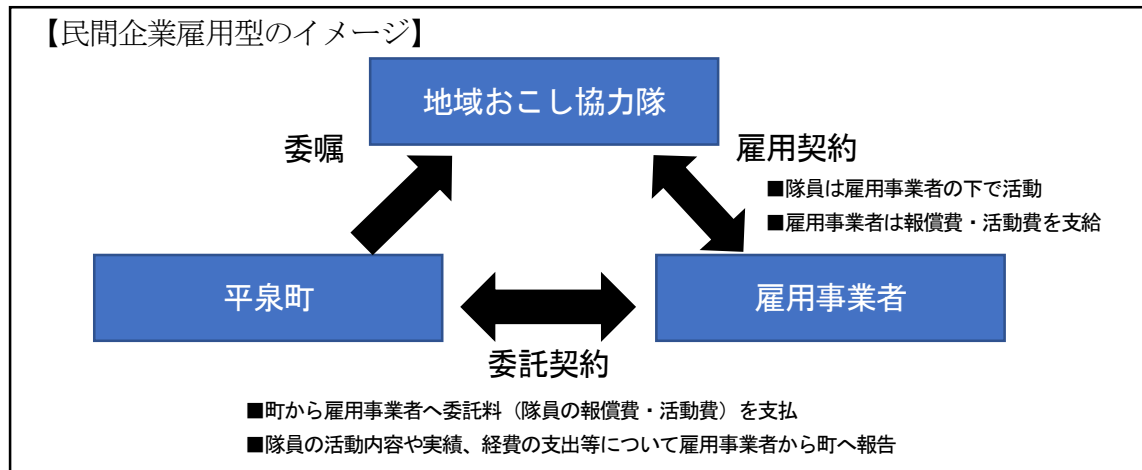 【民間企業雇用型のイメージ】
地域おこし協力隊
委嘱
雇用契約
■隊員は雇用事業者の下で活動
■雇用事業者は報償費・活動費を支給
平泉町
雇用事業者
委託契約
■町から雇用事業者へ委託料（隊員の報償費・活動費）を支払
■隊員の活動内容や実績、経費の支出等について雇用事業者から町へ報告